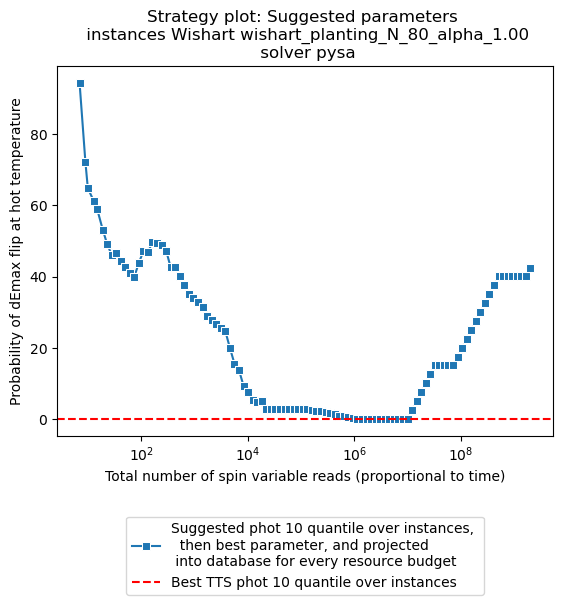 Strategy plot: Suggested parameters
instances Wishart wishart_planting_N_80_alpha_1.00
solver pysa
Probability of dEmax flip at hot temperature
80
60
40
20
0
10^2 10^4 10^6 10^8
Total number of spin variable reads (proportional to time)
Suggested phot 10 quantile over instances,
then best parameter, and projected
into database for every resource budget
Best TTS phot 10 quantile over instances